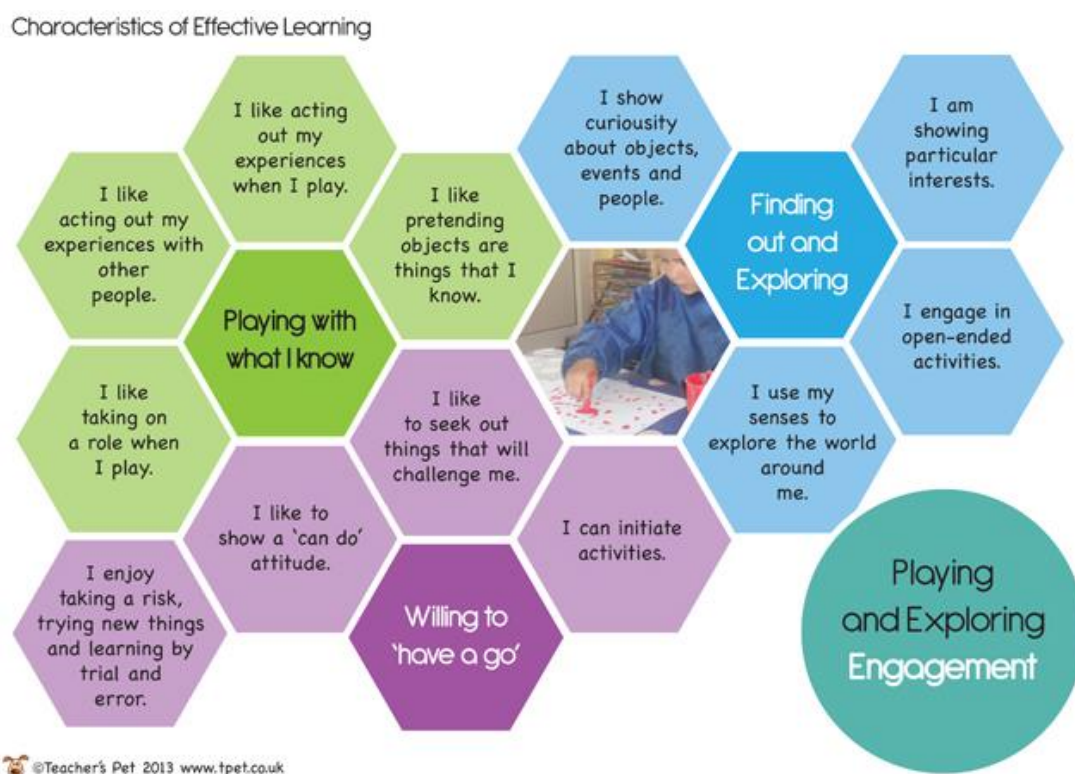 Characteristics of Effective Learning
I like acting
out my
experiences
when I play.
I like
acting out my
experiences with
other
people.
I like
pretending
objects are
things that I
know.
Playing with
what I know
I like
taking on
a role when
I play.
I show
curiousity
about objects,
events and
people.
I am
showing
particular
interests.
Finding
out and
Exploring
I engage in
open-ended
activities.
I use my
senses to
explore the world
around
me.
I like
to seek out
things that will
challenge me.
I like to
show a ‘can do’
attitude.
I can initiate
activities.
I enjoy
taking a risk,
trying new things
and learning by
trial and
error.
Willing to
‘have a go’
Playing
and Exploring
Engagement
©Teacher's Pet 2013 www.tpet.co.uk